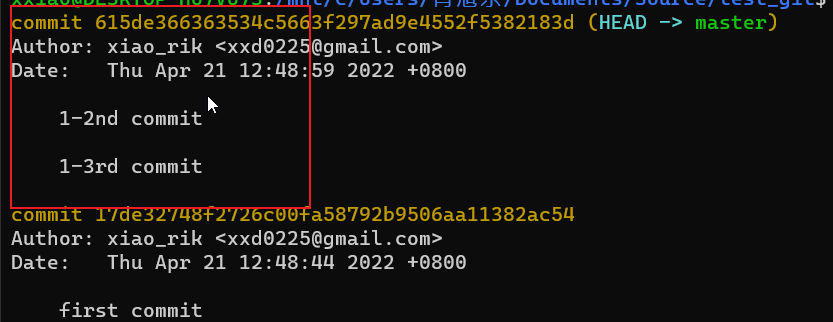 commit 615de366363534c5663f297ad9e4552f5382183d (HEAD -> master)
Author: xiao_rik <xxd0225@gmail.com>
Date:   Thu Apr 21 12:48:59 2022 +0800
1-2nd commit
1-3rd commit
commit 17de32748f2726c00fa58792b9506aa11382ac54
Author: xiao_rik <xxd0225@gmail.com>
Date:   Thu Apr 21 12:48:44 2022 +0800
first commit